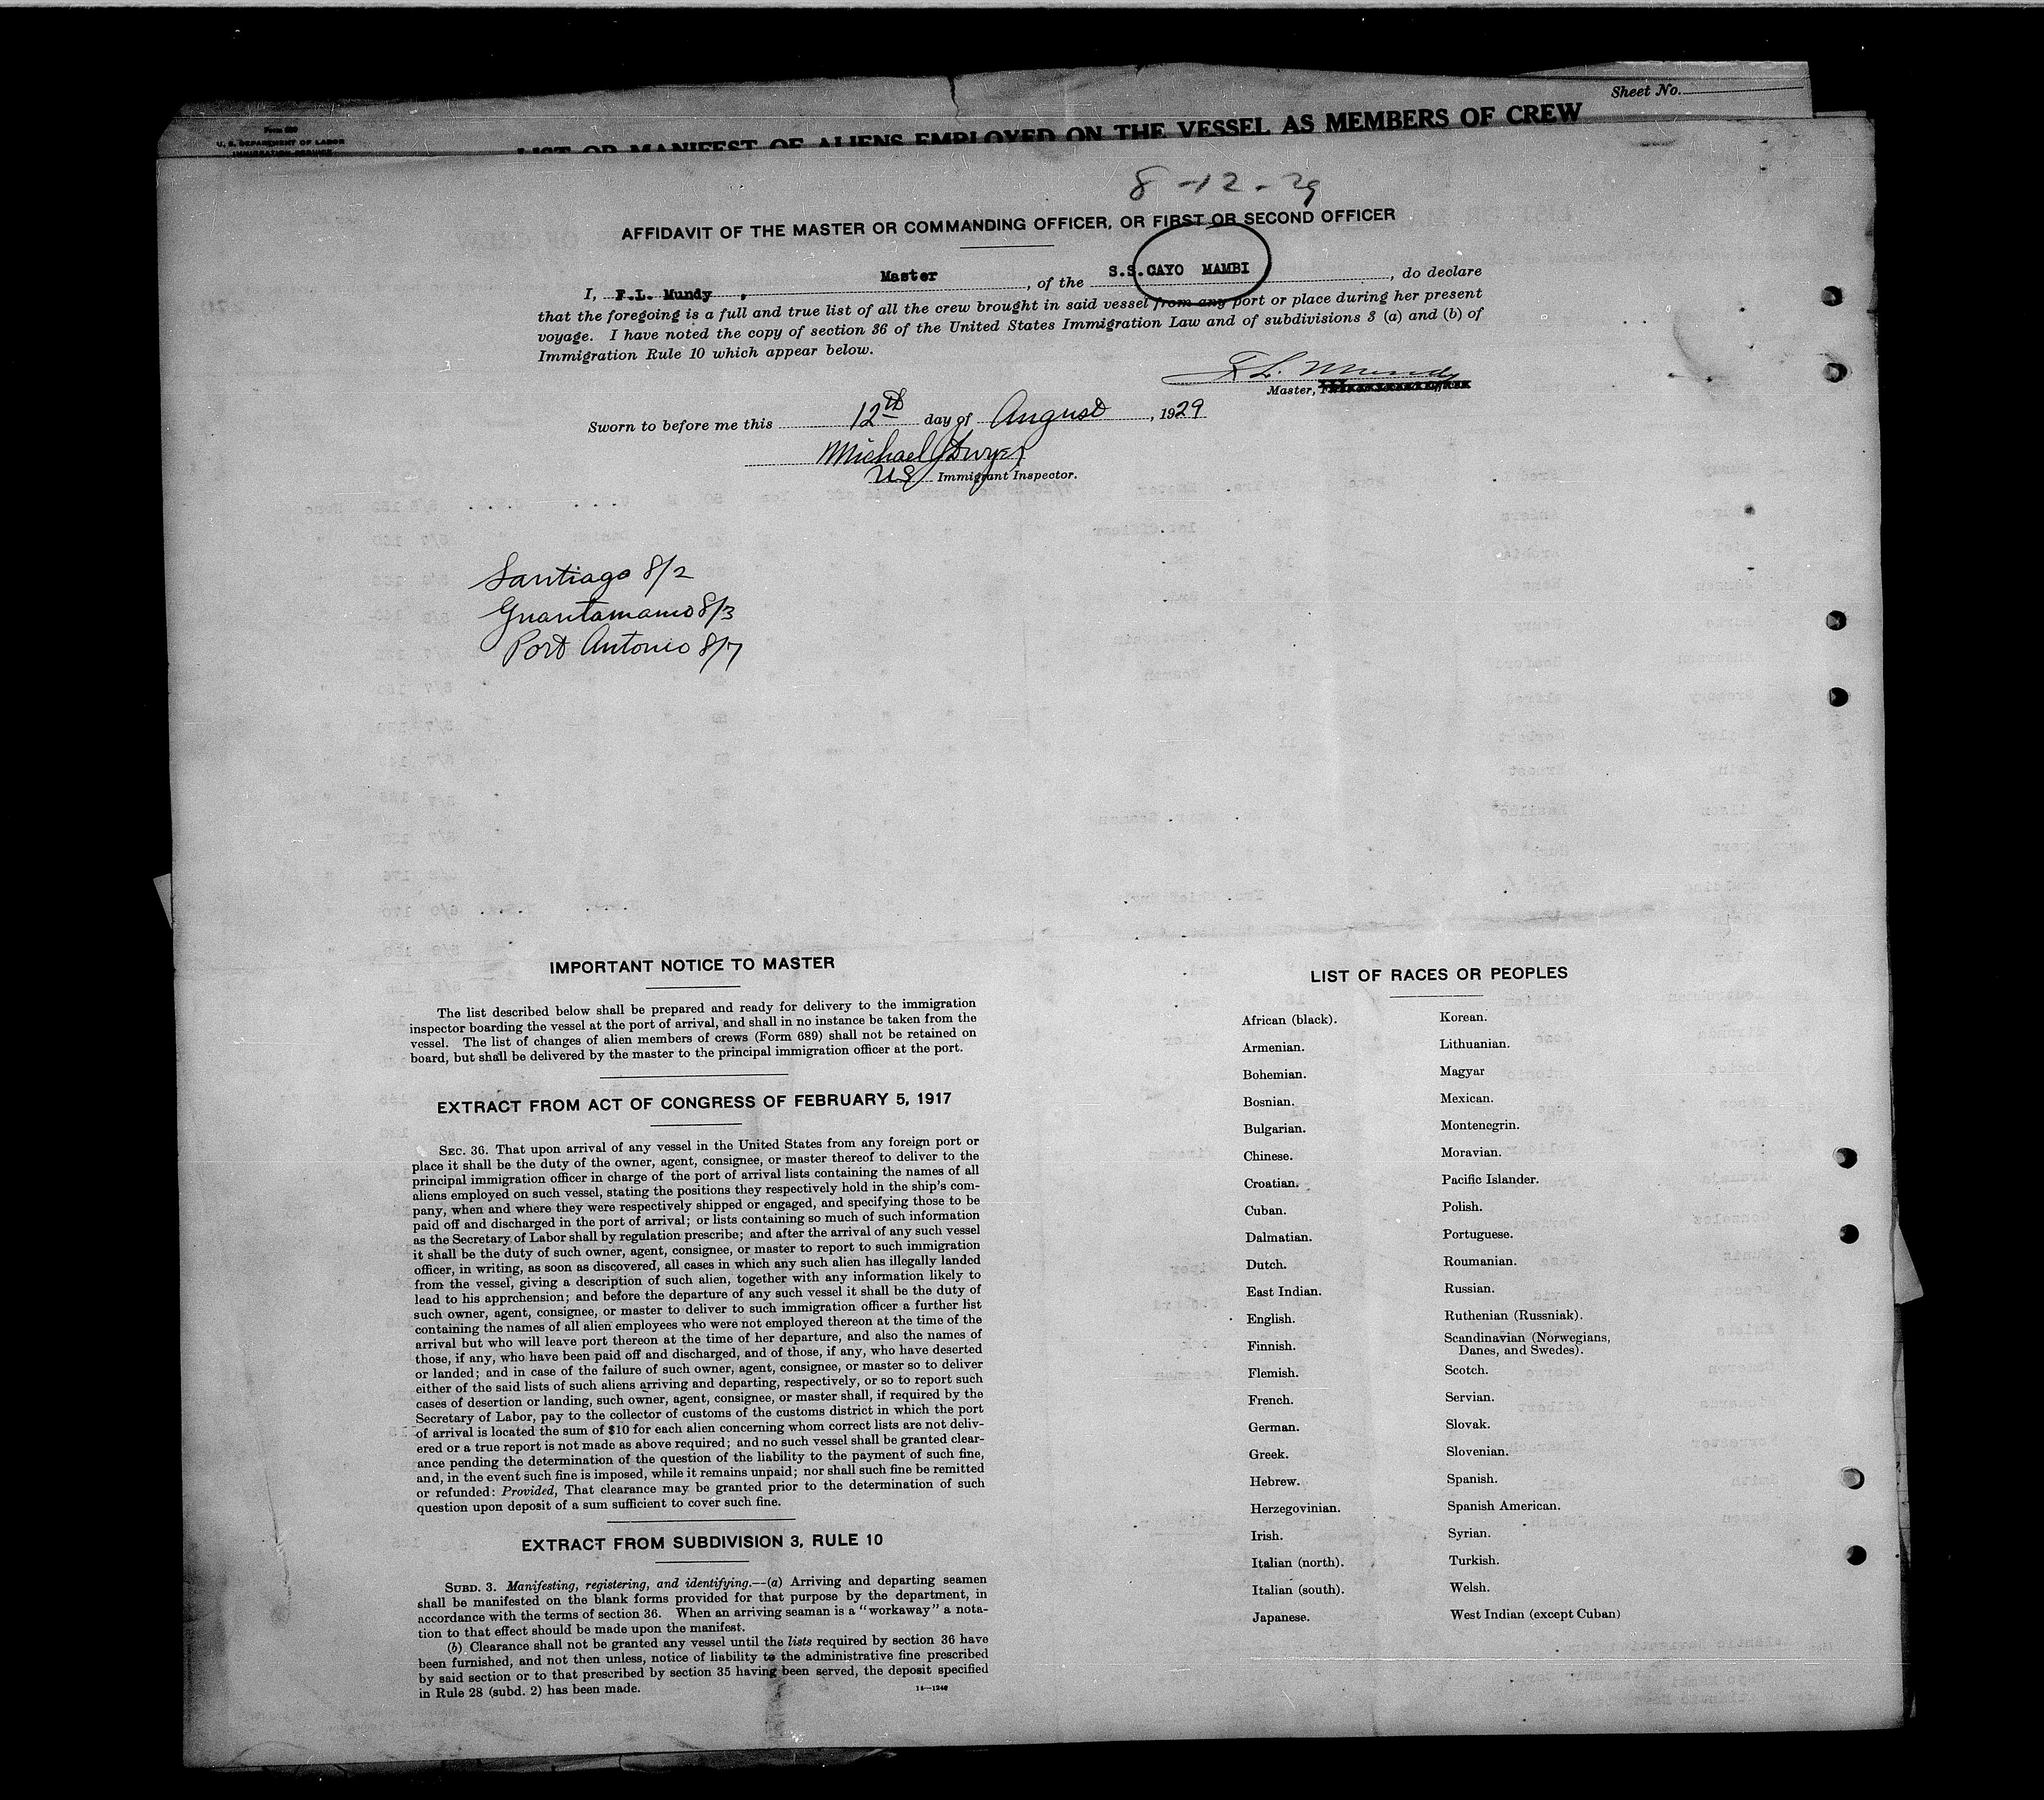 Sheet No.
Form 680
U. S. DEPARTMENT OF LABOR
IMMIGRATION SERVICE
LIST OR MANIFEST OF ALIENS EMPLOYED ON THE VESSEL AS MEMBERS OF CREW
8-12-29
AFFIDAVIT OF THE MASTER OR COMMANDING OFFICER, OR FIRST OR SECOND OFFICER
I, F.L. Mundy, Master, of the S.S.CAYO MAMBI, do declare
that the foregoing is a full and true list of all the crew brought in said vessel from any port or place during her present
voyage. I have noted the copy of section 36 of the United States Immigration Law and of subdivisions 3 (a) and (b) of
Immigration Rule 10 which appear below.
F L. Mundy
Master,
Sworn to before me this 12th day of August, 1929
Michael J Dwyer
US Immigrant Inspector.
Santiago 8/2
Guantamamo 8/3
Port Antonio 8/7
IMPORTANT NOTICE TO MASTER
The list described below shall be prepared and ready for delivery to the immigration
inspector boarding the vessel at the port of arrival, and shall in no instance be taken from the
vessel. The list of changes of alien members of crews (Form 689) shall not be retained on
board, but shall be delivered by the master to the principal immigration officer at the port.
EXTRACT FROM ACT OF CONGRESS OF FEBRUARY 5, 1917
SEC. 36. That upon arrival of any vessel in the United States from any foreign port or
place it shall be the duty of the owner, agent, consignee, or master thereof to deliver to the
principal immigration officer in charge of the port of arrival lists containing the names of all
aliens employed on such vessel, stating the positions they respectively hold in the ship's com-
pany, when and where they were respectively shipped or engaged, and specifying those to be
paid off and discharged in the port of arrival; or lists containing so much of such information
as the Secretary of Labor shall by regulation prescribe; and after the arrival of any such vessel
it shall be the duty of such owner, agent, consignee, or master to report to such immigration
officer, in writing, as soon as discovered, all cases in which any such alien has illegally landed
from the vessel, giving a description of such alien, together with any information likely to
lead to his apprehension; and before the departure of any such vessel it shall be the duty of
such owner, agent, consignee, or master to deliver to such immigration officer a further list
containing the names of all alien employees who were not employed thereon at the time of the
arrival but who will leave port thereon at the time of her departure, and also the names of
those, if any, who have been paid off and discharged, and of those, if any, who have deserted
or landed; and in case of the failure of such owner, agent, consignee, or master so to deliver
either of the said lists of such aliens arriving and departing, respectively, or so to report such
cases of desertion or landing, such owner, agent, consignee, or master shall, if required by the
Secretary of Labor, pay to the collector of customs of the customs district in which the port
of arrival is located the sum of $10 for each alien concerning whom correct lists are not deliv-
ered or a true report is not made as above required; and no such vessel shall be granted clear-
ance pending the determination of the question of the liability to the payment of such fine,
and, in the event such fine is imposed, while it remains unpaid; nor shall such fine be remitted
or refunded: Provided, That clearance may be granted prior to the determination of such
question upon deposit of a sum sufficient to cover such fine.
EXTRACT FROM SUBDIVISION 3, RULE 10
SUBD. 3. Manifesting, registering, and identifying.—(a) Arriving and departing seamen
shall be manifested on the blank forms provided for that purpose by the department, in
accordance with the terms of section 36. When an arriving seaman is a "workaway" a nota-
tion to that effect should be made upon the manifest.
(b) Clearance shall not be granted any vessel until the lists required by section 36 have
been furnished, and not then unless, notice of liability to the administrative fine prescribed
by said section or to that prescribed by section 35 having been served, the deposit specified
in Rule 28 (subd. 2) has been made.
14—1240
LIST OF RACES OR PEOPLES
African (black).
Armenian.
Bohemian.
Bosnian.
Bulgarian.
Chinese.
Croatian.
Cuban.
Dalmatian.
Dutch.
East Indian.
English.
Finnish.
Flemish.
French.
German.
Greek.
Hebrew.
Herzegovinian.
Irish.
Italian (north).
Italian (south).
Japanese.
Korean.
Lithuanian.
Magyar
Mexican.
Montenegrin.
Moravian.
Pacific Islander.
Polish.
Portuguese.
Roumanian.
Russian.
Ruthenian (Russniak).
Scandinavian (Norwegians,
Danes, and Swedes).
Scotch.
Servian.
Slovak.
Slovenian.
Spanish.
Spanish American.
Syrian.
Turkish.
Welsh.
West Indian (except Cuban)